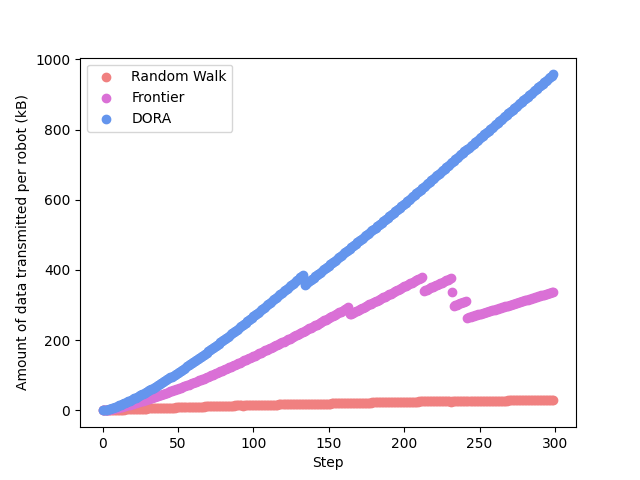 Random Walk
Frontier
DORA
Amount of data transmitted per robot (kB)
1000
800
600
400
200
0
0 50 100 150 200 250 300
Step